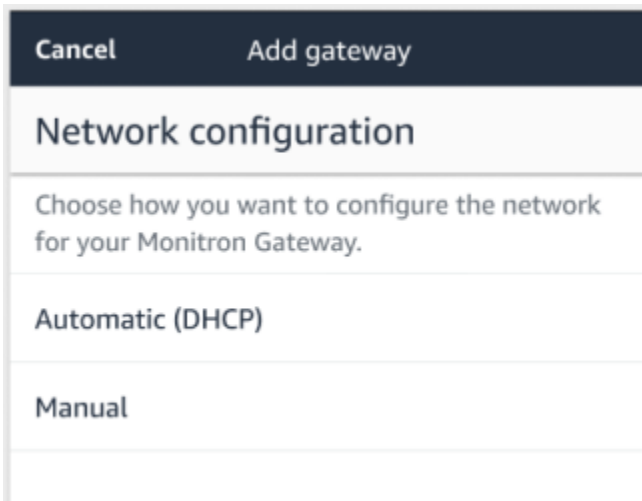 Cancel Add gateway
Network configuration
Choose how you want to configure the network
for your Monitron Gateway.
Automatic (DHCP)
Manual